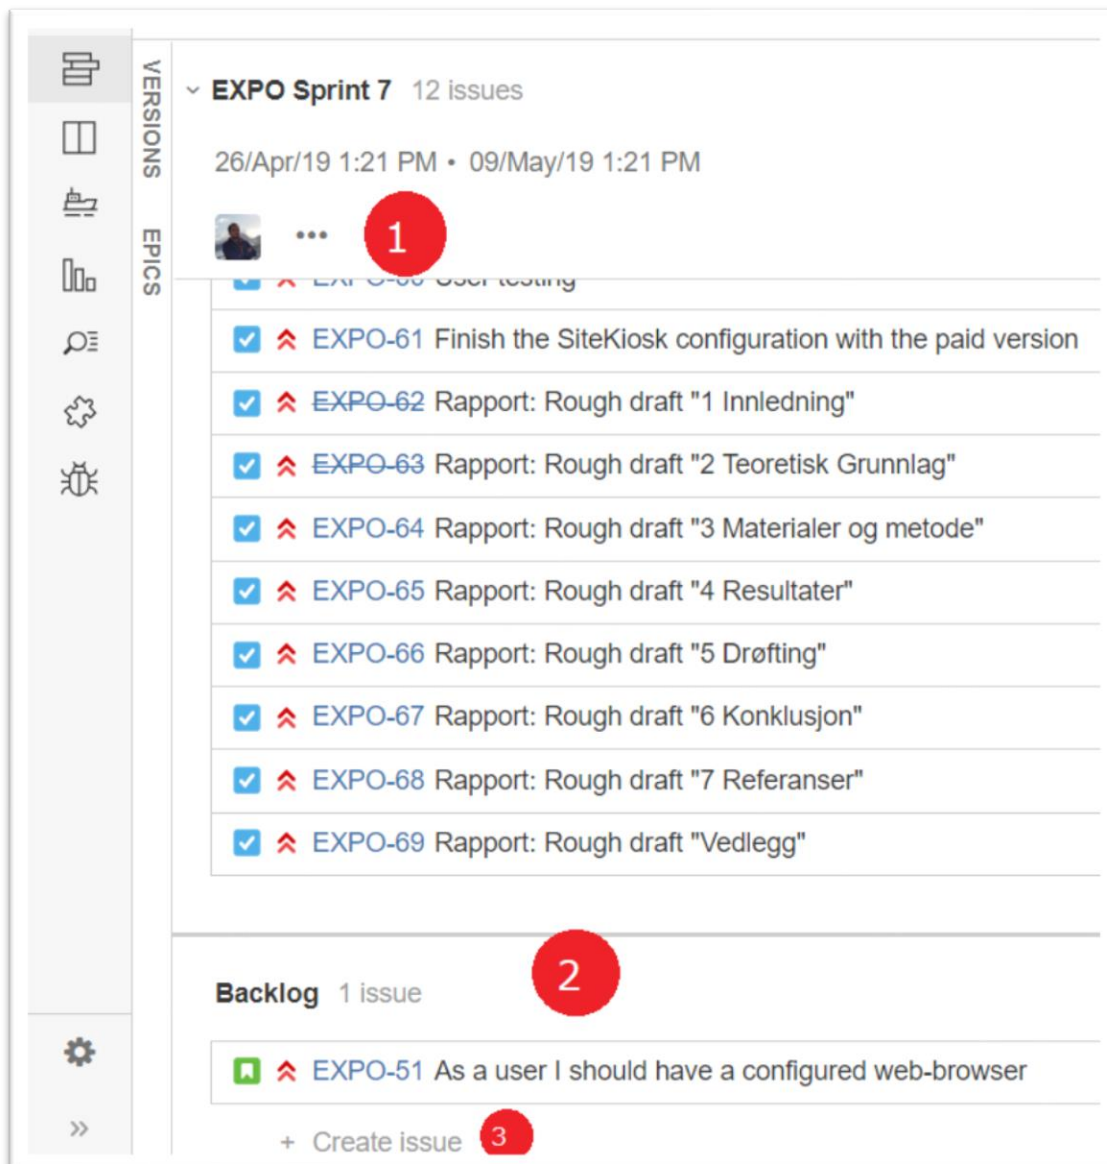 VERSIONS
EPICS
EXPO Sprint 7 12 issues
26/Apr/19 1:21 PM • 09/May/19 1:21 PM
••• 1
User testing
EXPO-61 Finish the SiteKiosk configuration with the paid version
EXPO-62 Rapport: Rough draft "1 Innledning"
EXPO-63 Rapport: Rough draft "2 Teoretisk Grunnlag"
EXPO-64 Rapport: Rough draft "3 Materialer og metode"
EXPO-65 Rapport: Rough draft "4 Resultater"
EXPO-66 Rapport: Rough draft "5 Drøfting"
EXPO-67 Rapport: Rough draft "6 Konklusjon"
EXPO-68 Rapport: Rough draft "7 Referanser"
EXPO-69 Rapport: Rough draft "Vedlegg"
2
Backlog 1 issue
EXPO-51 As a user I should have a configured web-browser
+ Create issue 3